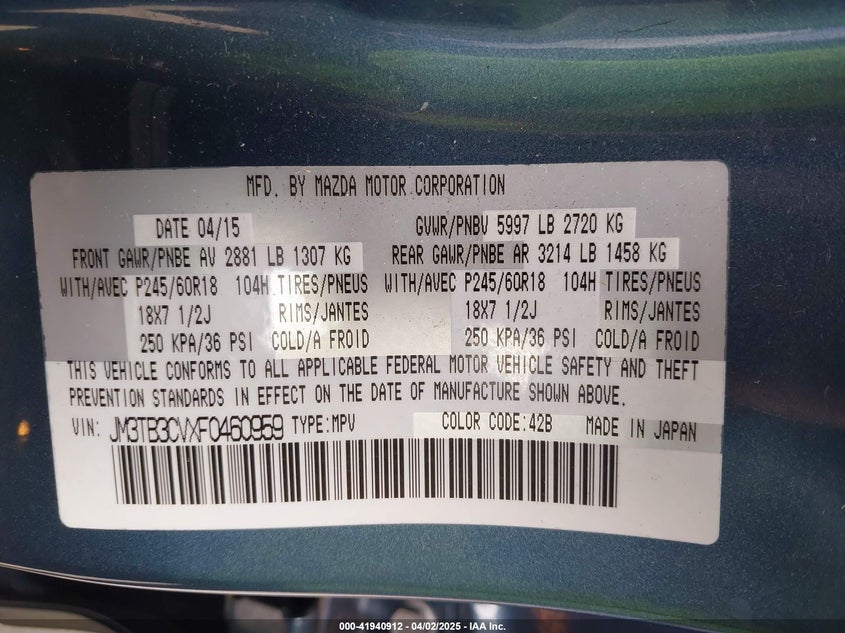 MFD. BY MAZDA MOTOR CORPORATION
DATE 04/15 GVWR/PNBV 5997 LB 2720 KG
FRONT GAWR/PNBE AV 2881 LB 1307 KG REAR GAWR/PNBE AR 3214 LB 1458 KG
WITH/AVEC P245/60R18 104H TIRES/PNEUS WITH/AVEC P245/60R18 104H TIRES/PNEUS
18X7 1/2J RIMS/JANTES 18X7 1/2J RIMS/JANTES
250 KPA/36 PSI COLD/A FROID 250 KPA/36 PSI COLD/A FROID
THIS VEHICLE CONFORMS TO ALL APPLICABLE FEDERAL MOTOR VEHICLE SAFETY AND THEFT
PREVENTION STANDARDS IN EFFECT ON THE DATE OF MANUFACTURE SHOWN ABOVE.
VIN: JM3TB3CVXF0460959 TYPE:MPV COLOR CODE:42B MADE IN JAPAN
000-41940912 - 04/02/2025 - IAA Inc.